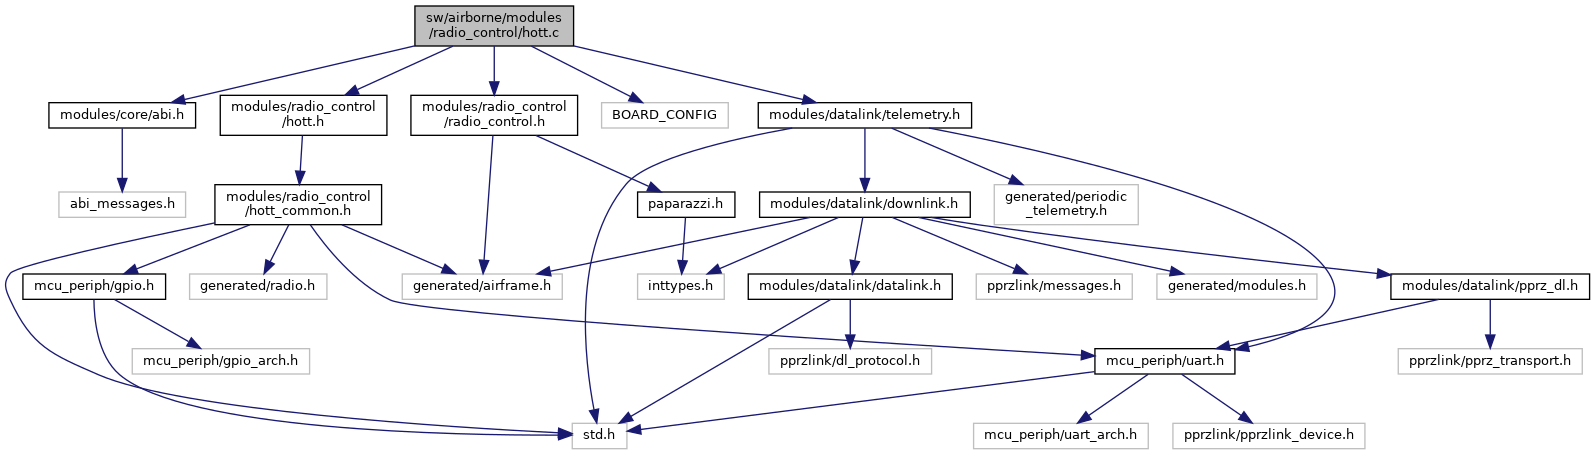 sw/airborne/modules
/radio_control/hott.c
modules/core/abi.h
modules/radio_control
/hott.h
modules/radio_control
/radio_control.h
BOARD_CONFIG
modules/datalink/telemetry.h
abi_messages.h
modules/radio_control
/hott_common.h
paparazzi.h
modules/datalink/downlink.h
generated/periodic
_telemetry.h
mcu_periph/gpio.h
generated/radio.h
generated/airframe.h
inttypes.h
modules/datalink/datalink.h
pprzlink/messages.h
generated/modules.h
modules/datalink/pprz_dl.h
mcu_periph/gpio_arch.h
pprzlink/dl_protocol.h
mcu_periph/uart.h
pprzlink/pprz_transport.h
std.h
mcu_periph/uart_arch.h
pprzlink/pprzlink_device.h